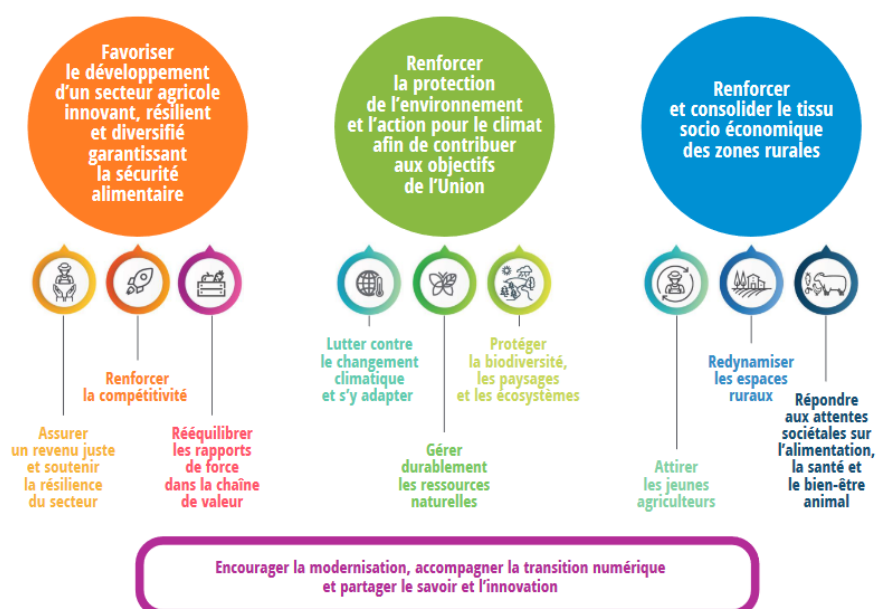 Favoriser
le développement
d'un secteur agricole
innovant, résilient
et diversifié
garantissant
la sécurité
alimentaire
Renforcer
la protection
de l'environnement
et l'action pour le climat
afin de contribuer
aux objectifs
de l'Union
Renforcer
et consolider le tissu
socio économique
des zones rurales
Assurer
un revenu juste
et soutenir
la résilience
du secteur
Renforcer
la compétitivité
Rééquilibrer
les rapports
de force
dans la chaîne
de valeur
Lutter contre
le changement
climatique
et s'y adapter
Gérer
durablement
les ressources
naturelles
Protéger
la biodiversité,
les paysages
et les écosystèmes
Attirer
les jeunes
agriculteurs
Redynamiser
les espaces
ruraux
Répondre
aux attentes
sociétales sur
l'alimentation,
la santé et
le bien-être
animal
Encourager la modernisation, accompagner la transition numérique
et partager le savoir et l'innovation